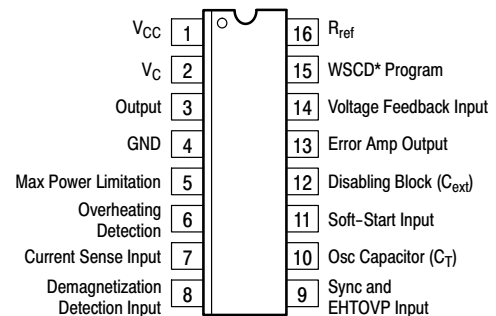 VCC 1
VC 2
Output 3
GND 4
Max Power Limitation 5
Overheating
Detection 6
Current Sense Input 7
Demagnetization
Detection Input 8
16 Rref
15 WSCD* Program
14 Voltage Feedback Input
13 Error Amp Output
12 Disabling Block (Cext)
11 Soft-Start Input
10 Osc Capacitor (CT)
9 Sync and
EHTOVP Input